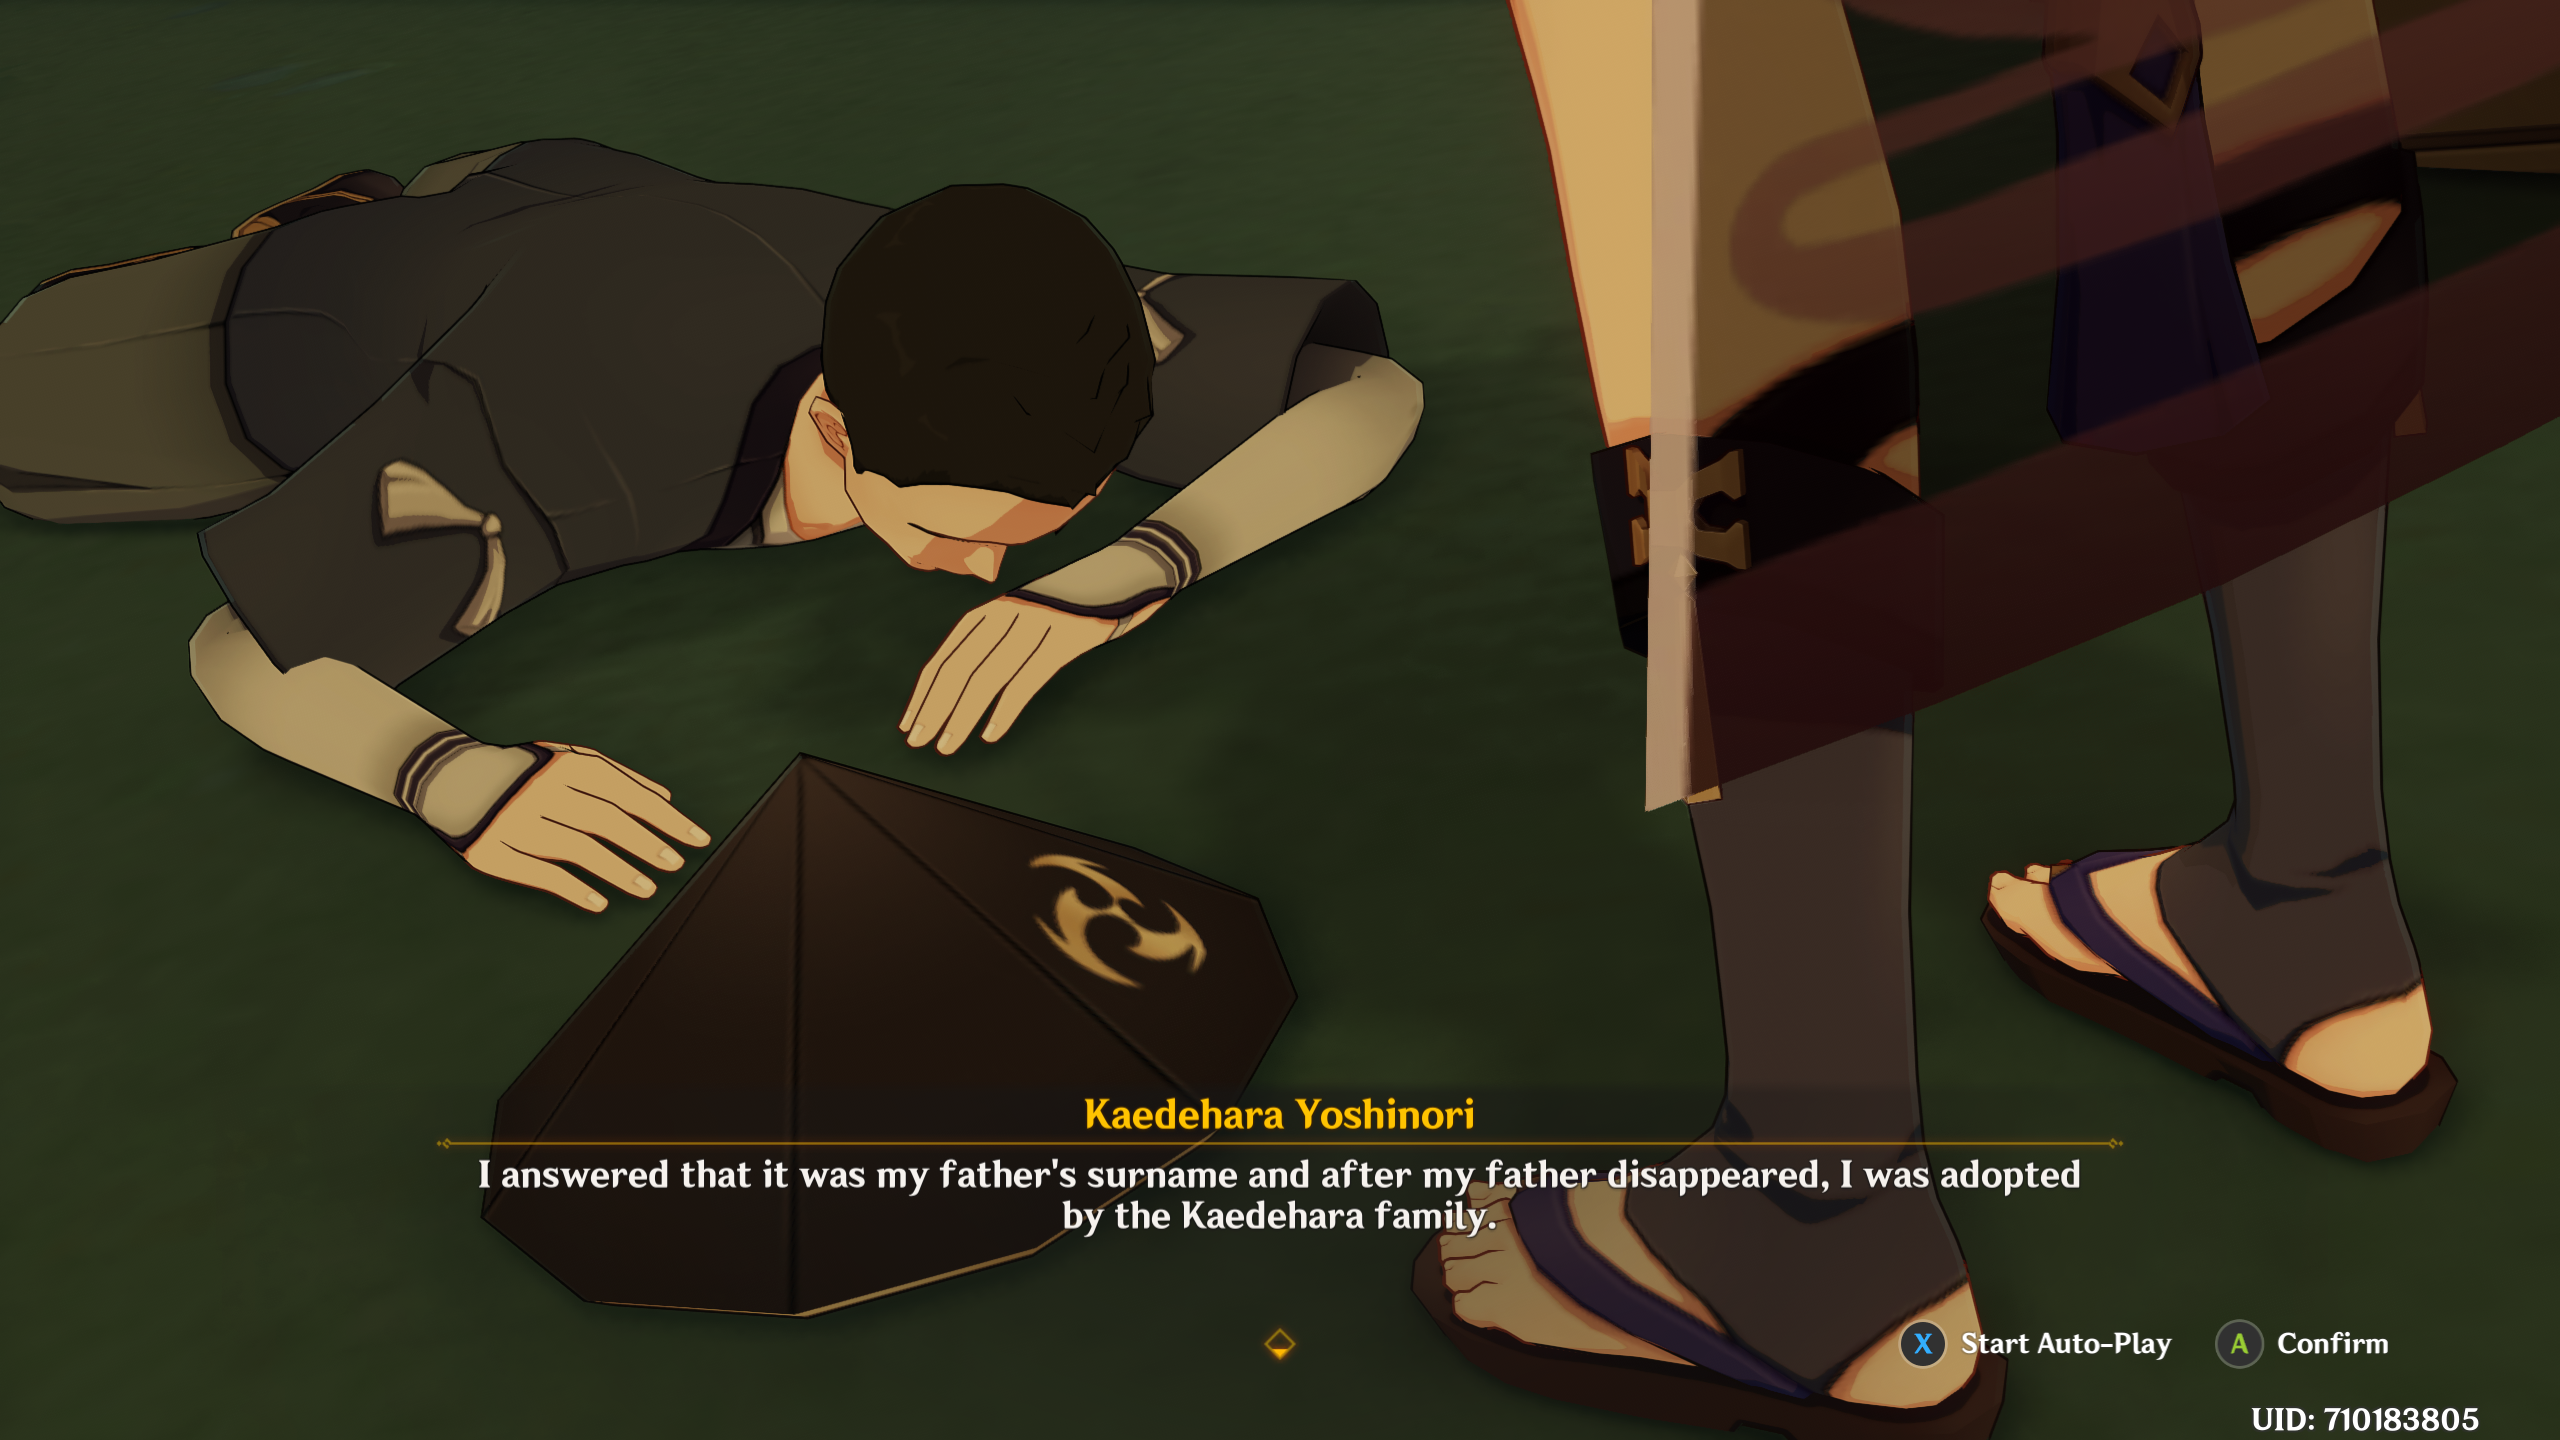 Kaedehara Yoshinori
I answered that it was my father's surname and after my father disappeared, I was adopted
by the Kaedehara family.
X Start Auto-Play A Confirm
UID: 710183805